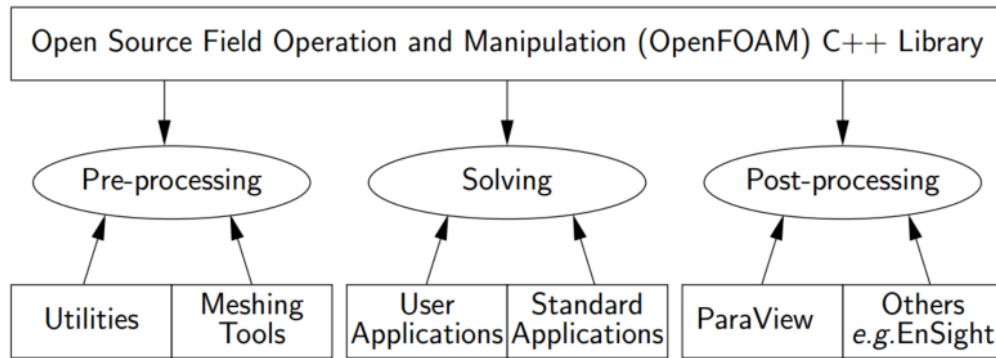 Open Source Field Operation and Manipulation (OpenFOAM) C++ Library
Pre-processing
Solving
Post-processing
Utilities
Meshing
Tools
User
Applications
Standard
Applications
ParaView
Others
e.g.EnSight